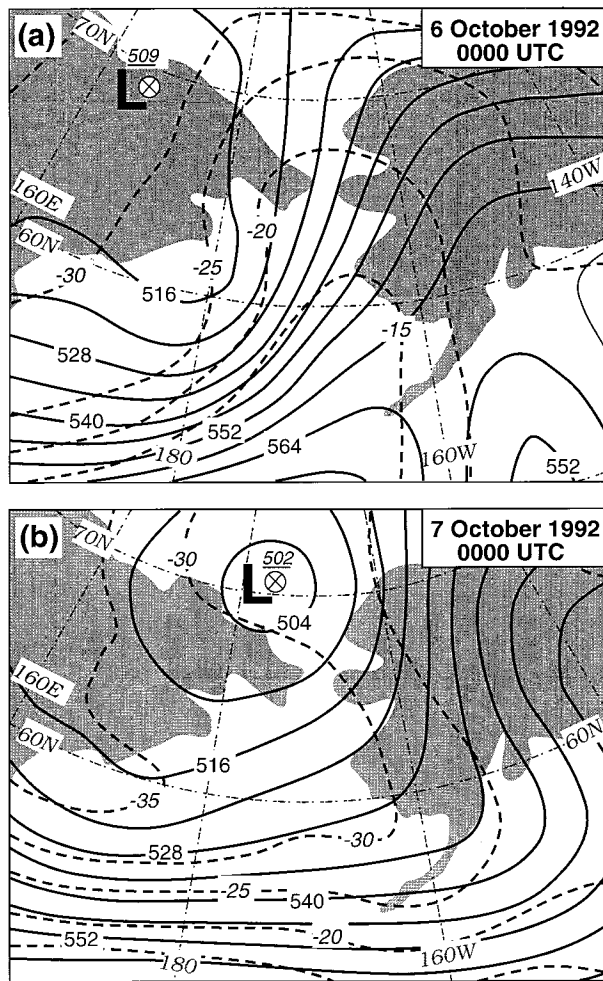 (a)
6 October 1992
0000 UTC
70N
509
L
140W
160E
60N
-20
-30
-25
516
-15
528
540
552
564
180
160W
552
(b)
7 October 1992
0000 UTC
70N
-30
502
L
504
160E
60N
60N
516
-35
528
-30
-25
540
552
-20
180
160W